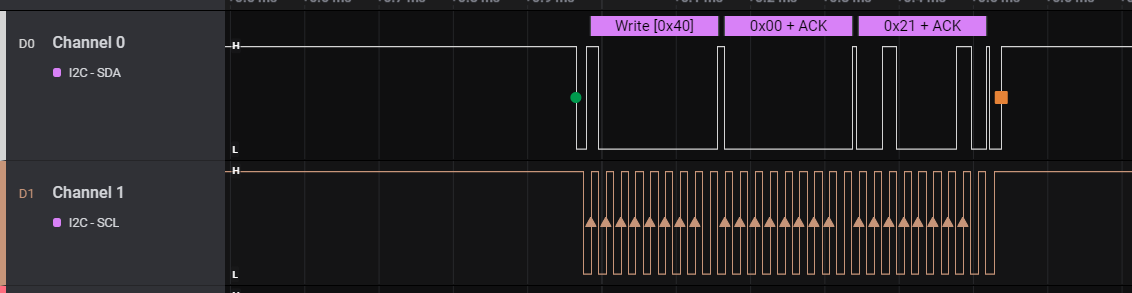 Write [0x40]
0x00 + ACK
0x21 + ACK
D0
Channel 0
H
I2C - SDA
L
H
D1
Channel 1
I2C - SCL
L